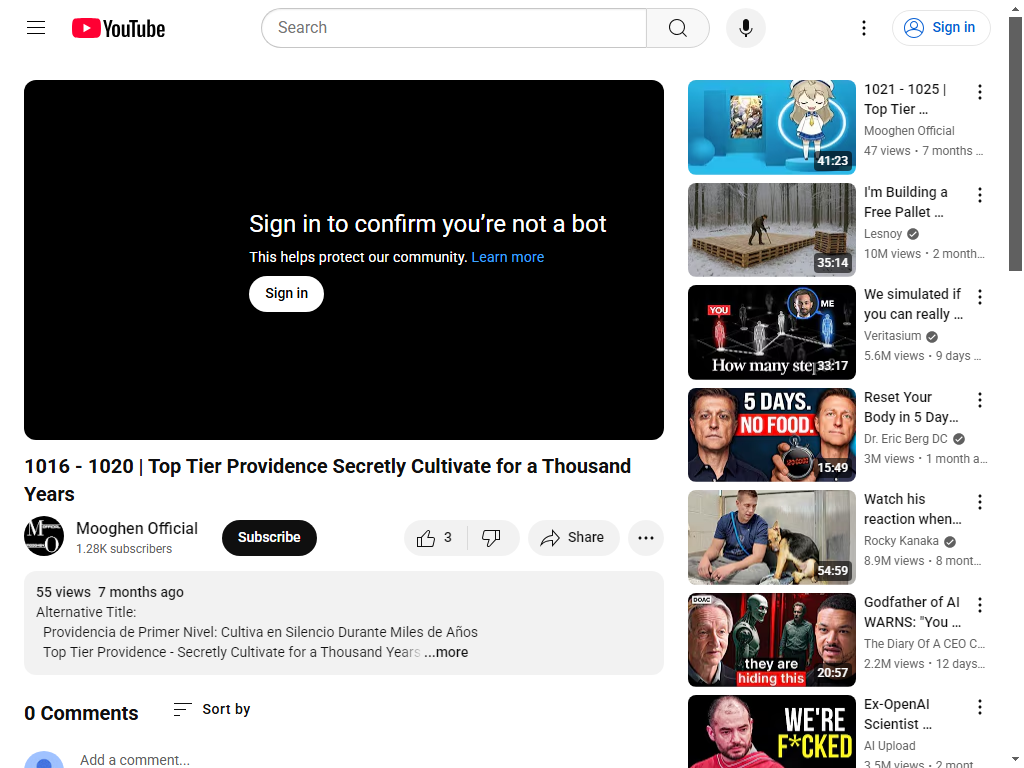 YouTube
Search
Sign in
Sign in to confirm you’re not a bot
This helps protect our community. Learn more
Sign in
1016 - 1020 | Top Tier Providence Secretly Cultivate for a Thousand
Years
Mooghen Official
1.28K subscribers
Subscribe
3
Share
55 views 7 months ago
Alternative Title:
Providencia de Primer Nivel: Cultiva en Silencio Durante Miles de Años
Top Tier Providence - Secretly Cultivate for a Thousand Years ...more
0 Comments
Sort by
Add a comment...
41:23
1021 - 1025 |
Top Tier ...
Mooghen Official
47 views • 7 months ...
35:14
I'm Building a
Free Pallet ...
Lesnoy
10M views • 2 month...
YOU
ME
How many step
33:17
We simulated if
you can really ...
Veritasium
5.6M views • 9 days ...
5 DAYS.
NO FOOD.
15:49
Reset Your
Body in 5 Day...
Dr. Eric Berg DC
3M views • 1 month a...
54:59
Watch his
reaction when...
Rocky Kanaka
8.9M views • 8 mont...
DOAC
they are
hiding this
20:57
Godfather of AI
WARNS: "You ...
The Diary Of A CEO C...
2.2M views • 12 days...
WE'RE
F*CKED
Ex-OpenAI
Scientist ...
AI Upload
3.5M views • 2 mont...